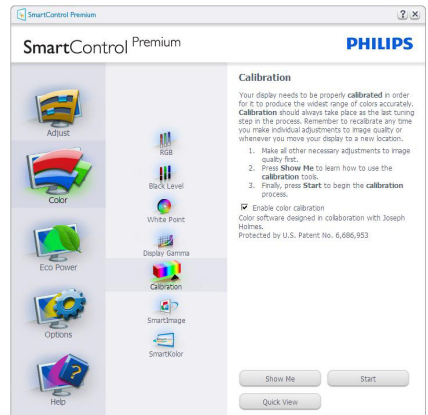 SmartControl Premium
SmartControl Premium
PHILIPS
Adjust
Color
Eco Power
Options
Help
RGB
Black Level
White Point
Display Gamma
Calibration
SmartImage
SmartKolor
Calibration
Your display needs to be properly calibrated in order
for it to produce the widest range of colors accurately.
Calibration should always take place as the last tuning
step in the process. Remember to recalibrate any time
you make individual adjustments to image quality or
whenever you move your display to a new location.
1. Make all other necessary adjustments to image
quality first.
2. Press Show Me to learn how to use the
calibration tools.
3. Finally, press Start to begin the calibration
process.
Enable color calibration
Color software designed in collaboration with Joseph
Holmes.
Protected by U.S. Patent No. 6,686,953
Show Me
Start
Quick View